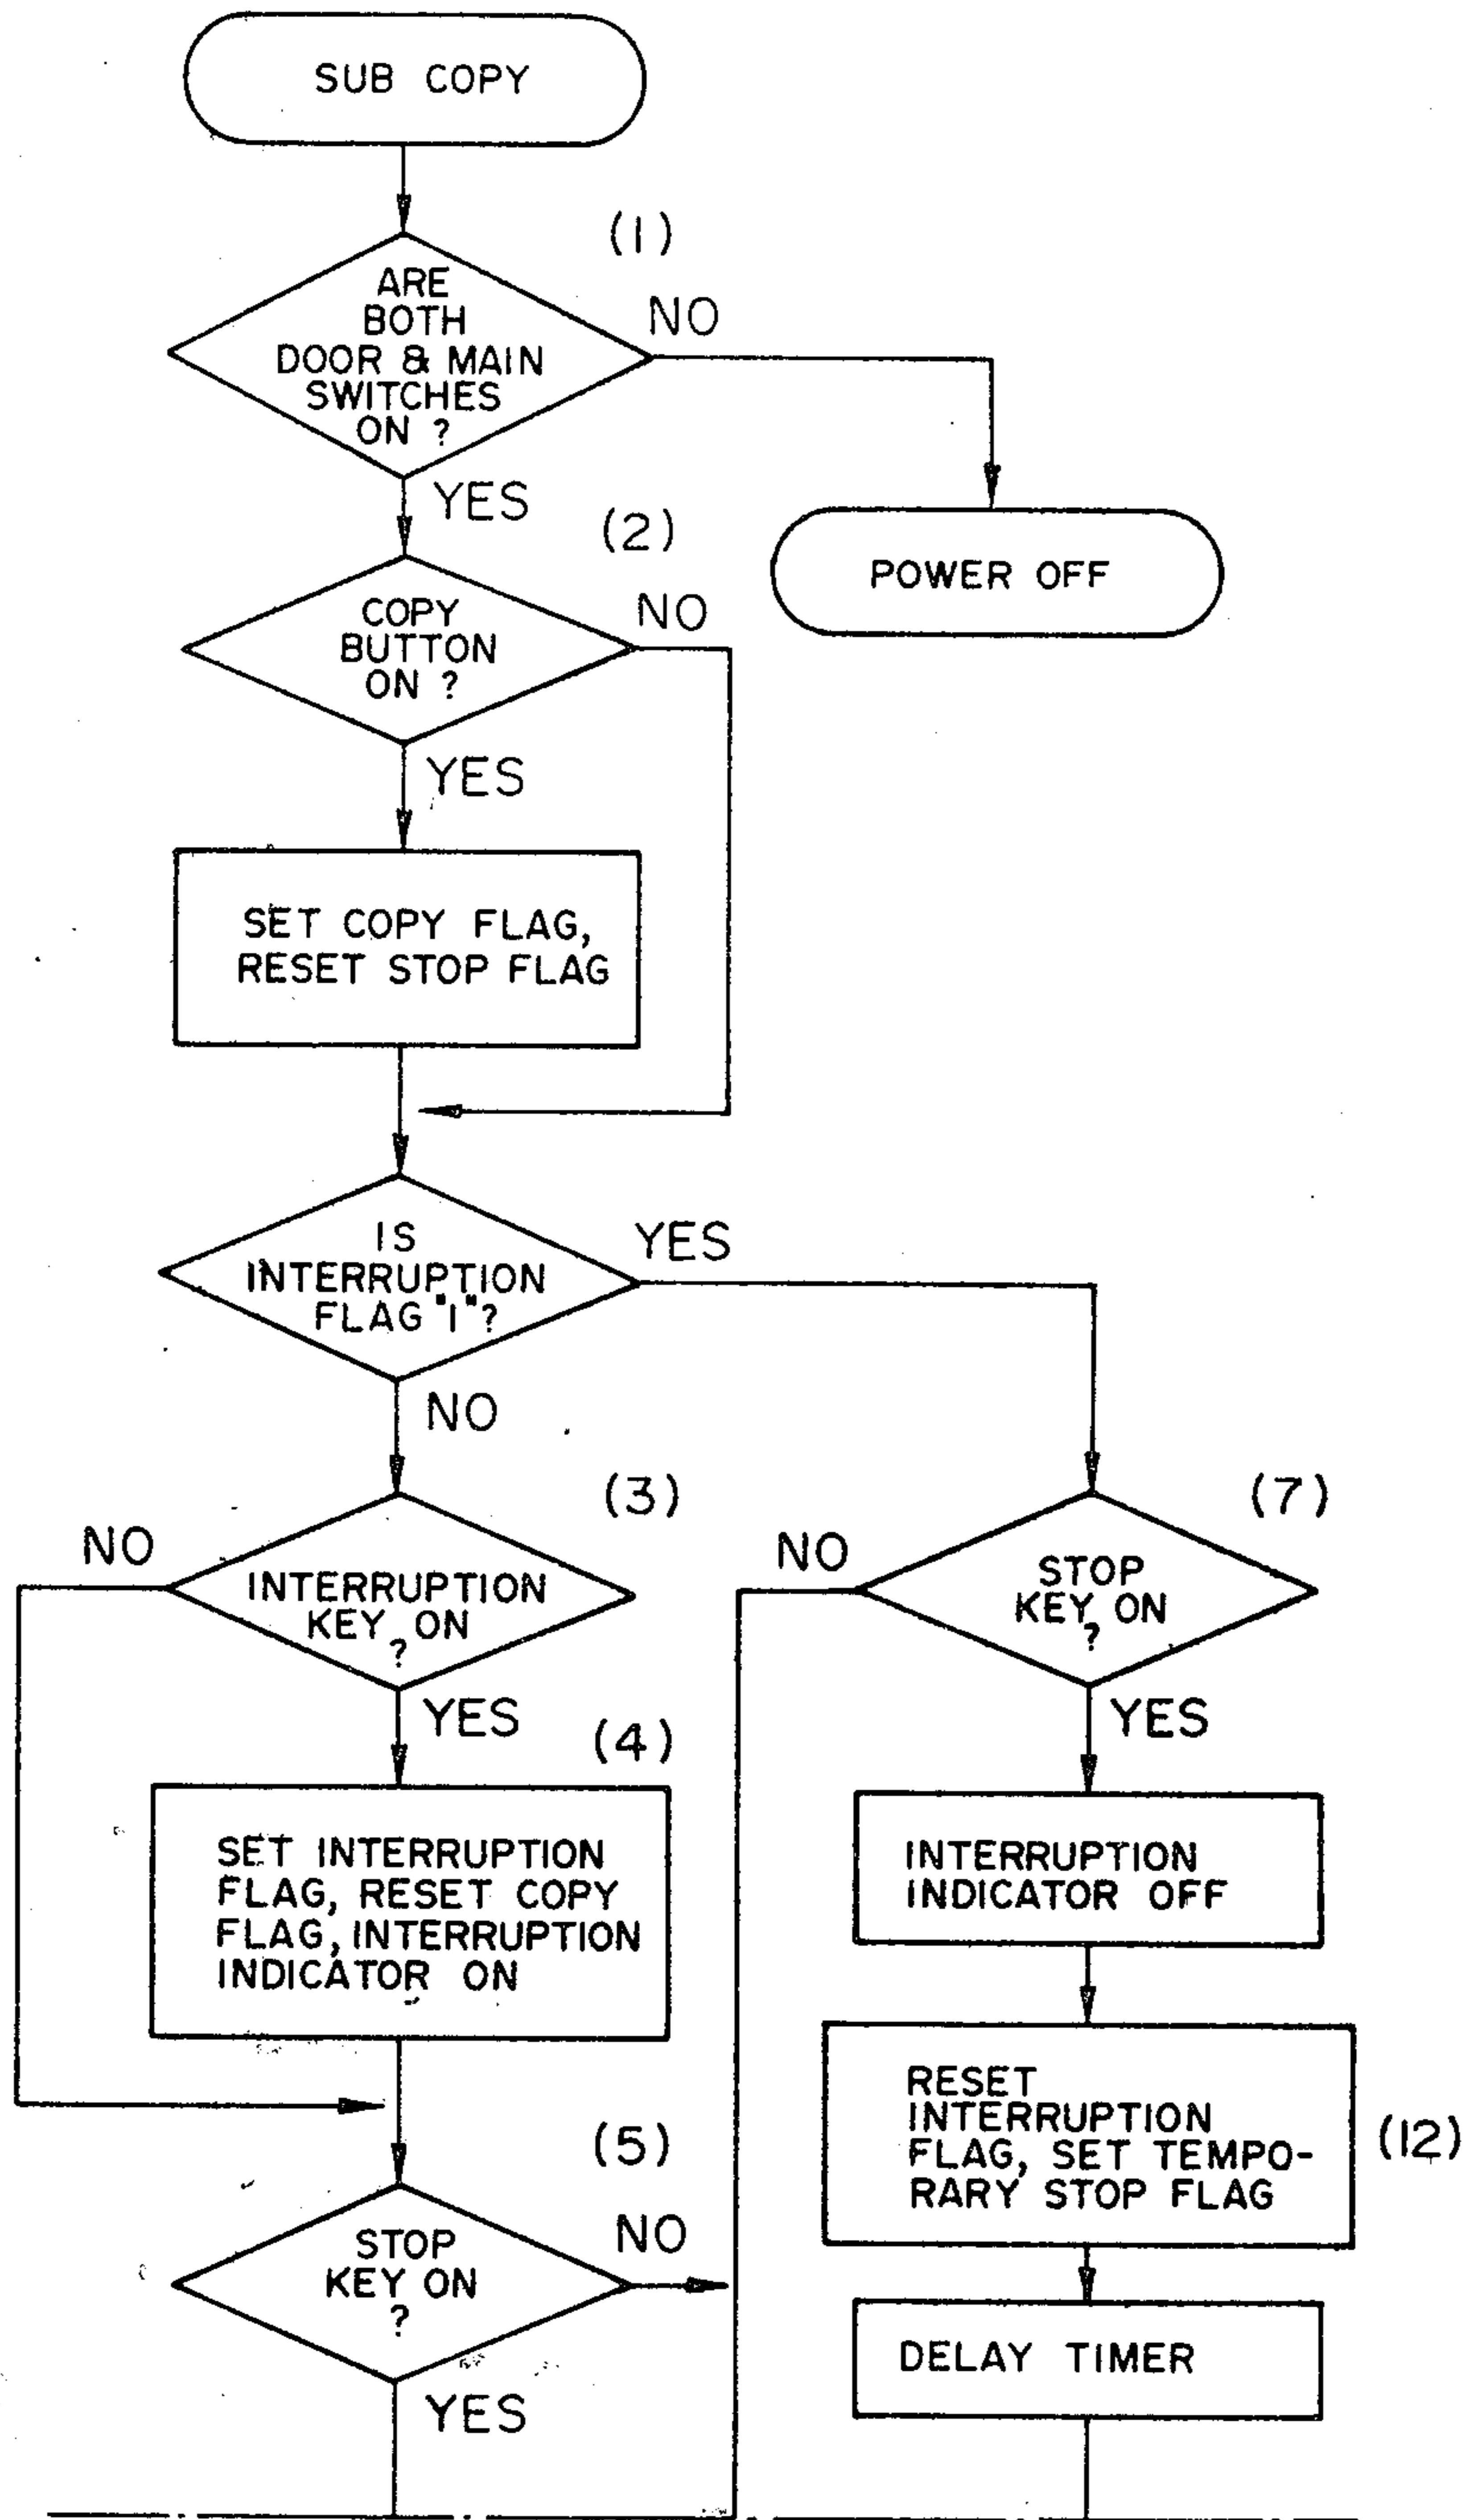 SUB COPY
(1)
ARE
BOTH
DOOR & MAIN
SWITCHES
ON ?
NO
YES
POWER OFF
(2)
COPY
BUTTON
ON ?
NO
YES
SET COPY FLAG,
RESET STOP FLAG
IS
INTERRUPTION
FLAG "1"?
YES
NO
(3)
NO
INTERRUPTION
KEY ON
?
YES
(4)
SET INTERRUPTION
FLAG, RESET COPY
FLAG, INTERRUPTION
INDICATOR ON
(5)
STOP
KEY ON
?
NO
YES
(7)
NO
STOP
KEY ON
?
YES
INTERRUPTION
INDICATOR OFF
RESET
INTERRUPTION
FLAG, SET TEMPO-
RARY STOP FLAG
(12)
DELAY TIMER